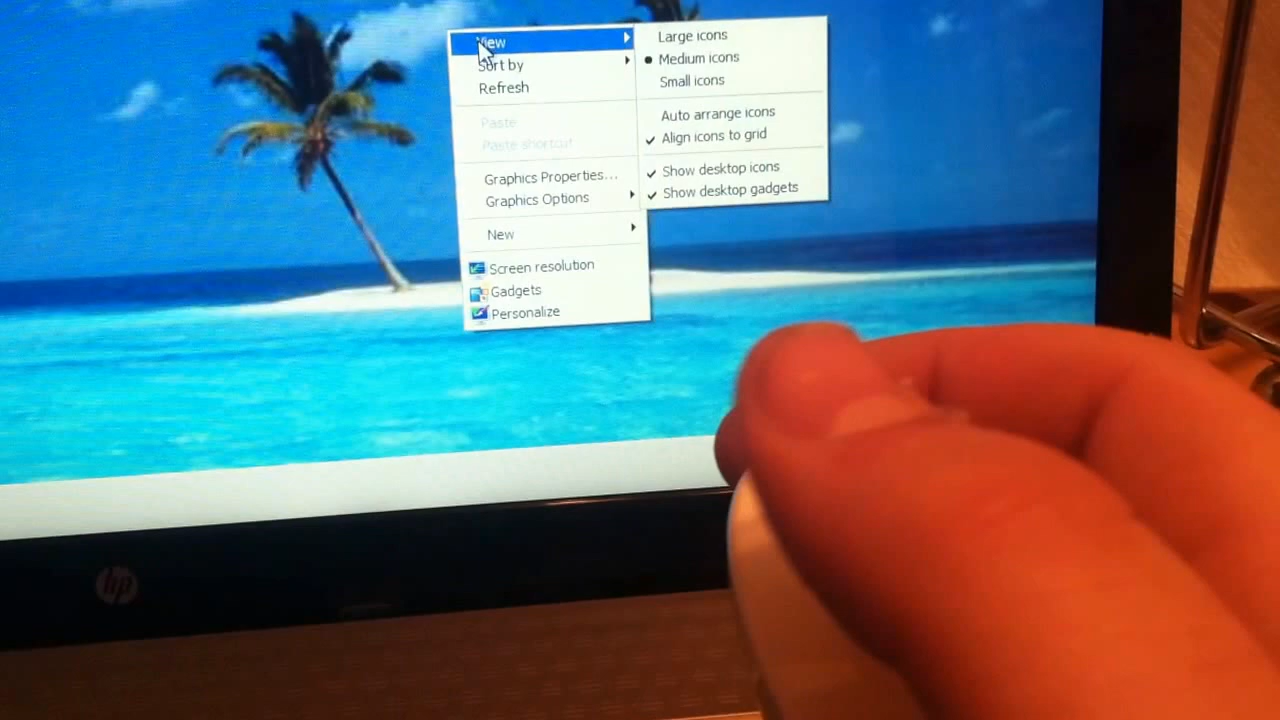 View
Sort by
Refresh
Paste
Paste shortcut
Graphics Properties...
Graphics Options
New
Screen resolution
Gadgets
Personalize
Large icons
Medium icons
Small icons
Auto arrange icons
Align icons to grid
Show desktop icons
Show desktop gadgets
hp